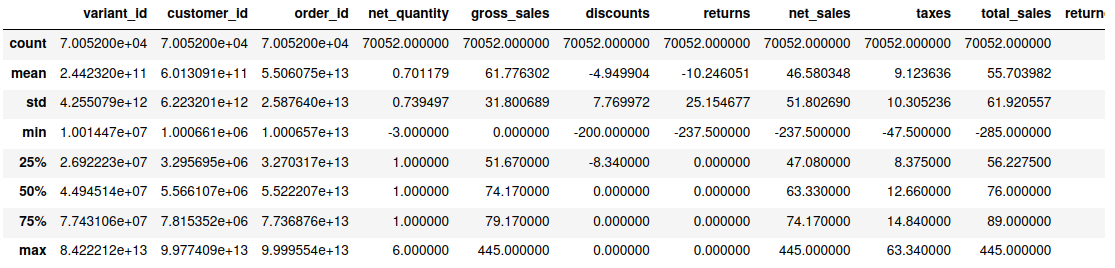 variant_id customer_id order_id net_quantity gross_sales discounts returns net_sales taxes total_sales return
count 7.005200e+04 7.005200e+04 7.005200e+04 70052.000000 70052.000000 70052.000000 70052.000000 70052.000000 70052.000000 70052.000000
mean 2.442320e+11 6.013091e+11 5.506075e+13 0.701179 61.776302 -4.949904 -10.246051 46.580348 9.123636 55.703982
std 4.255079e+12 6.223201e+12 2.587640e+13 0.739497 31.800689 7.769972 25.154677 51.802690 10.305236 61.920557
min 1.001447e+07 1.000661e+06 1.000657e+13 -3.000000 0.000000 -200.000000 -237.500000 -237.500000 -47.500000 -285.000000
25% 2.692223e+07 3.295695e+06 3.270317e+13 1.000000 51.670000 -8.340000 0.000000 47.080000 8.375000 56.227500
50% 4.494514e+07 5.566107e+06 5.522207e+13 1.000000 74.170000 0.000000 0.000000 63.330000 12.660000 76.000000
75% 7.743106e+07 7.815352e+06 7.736876e+13 1.000000 79.170000 0.000000 0.000000 74.170000 14.840000 89.000000
max 8.422212e+13 9.977409e+13 9.999554e+13 6.000000 445.000000 0.000000 0.000000 445.000000 63.340000 445.000000